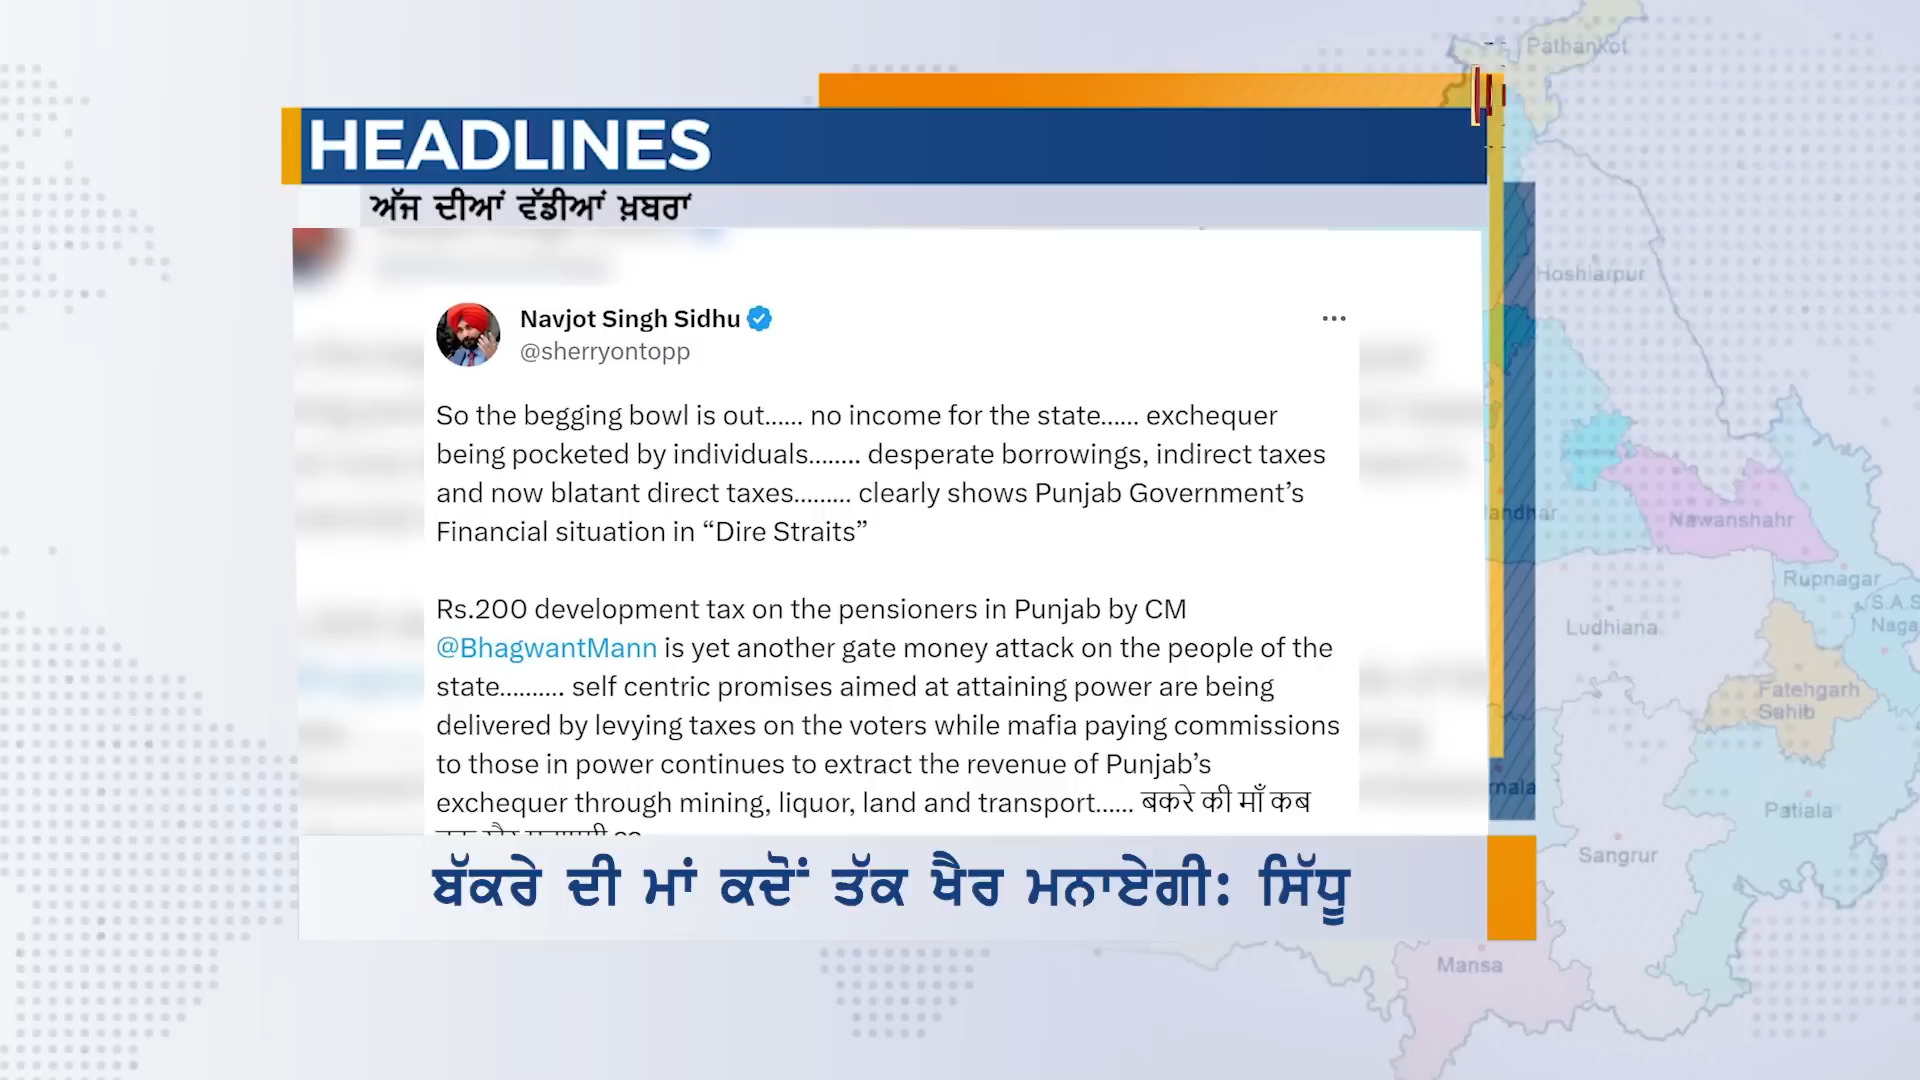 HEADLINES
ਅੱਜ ਦੀਆਂ ਵੱਡੀਆਂ ਖ਼ਬਰਾਂ
Navjot Singh Sidhu
@sherryontopp
So the begging bowl is out...... no income for the state...... exchequer
being pocketed by individuals........ desperate borrowings, indirect taxes
and now blatant direct taxes......... clearly shows Punjab Government’s
Financial situation in “Dire Straits”
Rs.200 development tax on the pensioners in Punjab by CM
@BhagwantMann is yet another gate money attack on the people of the
state.......... self centric promises aimed at attaining power are being
delivered by levying taxes on the voters while mafia paying commissions
to those in power continues to extract the revenue of Punjab’s
exchequer through mining, liquor, land and transport...... बकरे की माँ कब
ਬੱਕਰੇ ਦੀ ਮਾਂ ਕਦੋਂ ਤੱਕ ਖੈਰ ਮਨਾਏਗੀ: ਸਿੱਧੂ
Pathankot
Hoshiarpur
Nawanshahr
Rupnagar
Ludhiana
Fatehgarh
Sahib
Patiala
Sangrur
Mansa